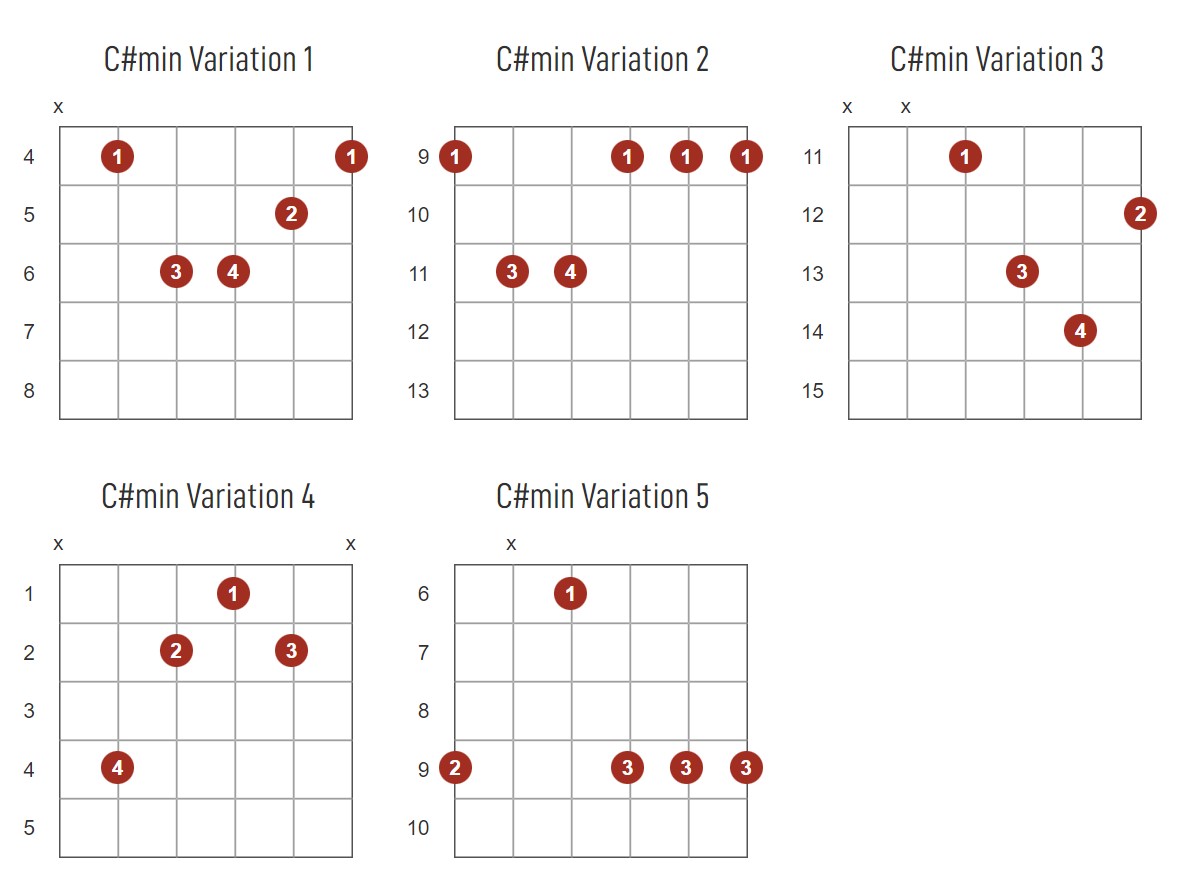 C#min Variation 1 C#min Variation 2 C#min Variation 3
x x x
4 1 1 9 1 1 1 1 11 1
5 2 10 12 2
6 3 4 11 3 4 13 3
7 12 14 4
8 13 15
C#min Variation 4 C#min Variation 5
x x x
1 1 6 1
2 2 3 7
3 8
4 4 9 2 3 3 3
5 10